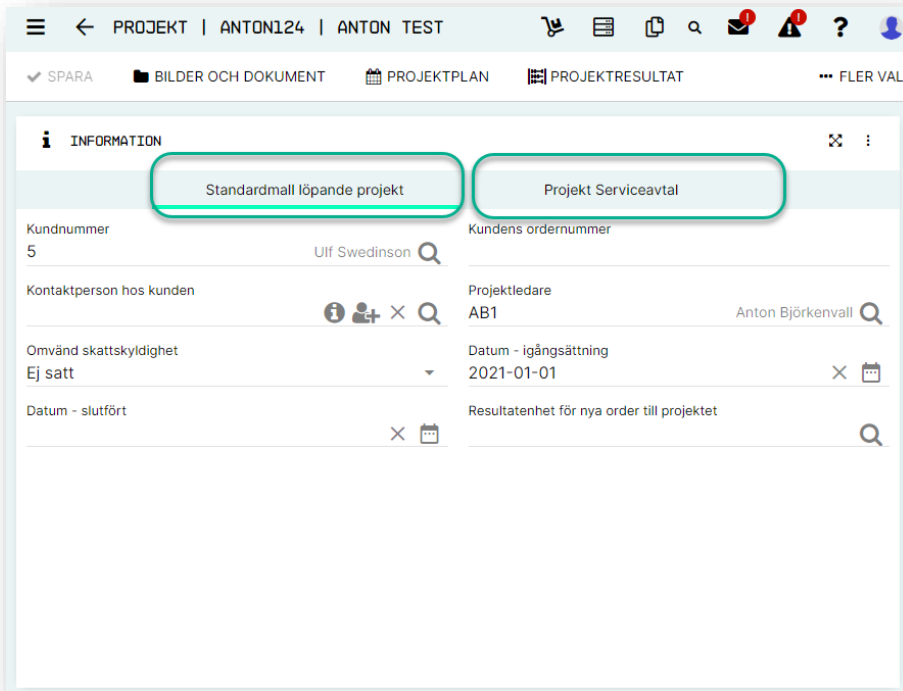 PROJEKT | ANTON124 | ANTON TEST
SPARA BILDER OCH DOKUMENT PROJEKTPLAN PROJEKTRESULTAT ••• FLER VAL
INFORMATION
Standardmall löpande projekt Projekt Serviceavtal
Kundnummer Kundens ordernummer
5 Ulf Swedinson
Kontaktperson hos kunden Projektledare
AB1 Anton Björkenvall
Omvänd skattskyldighet Datum - igångsättning
Ej satt 2021-01-01
Datum - slutfört Resultatenhet för nya order till projektet